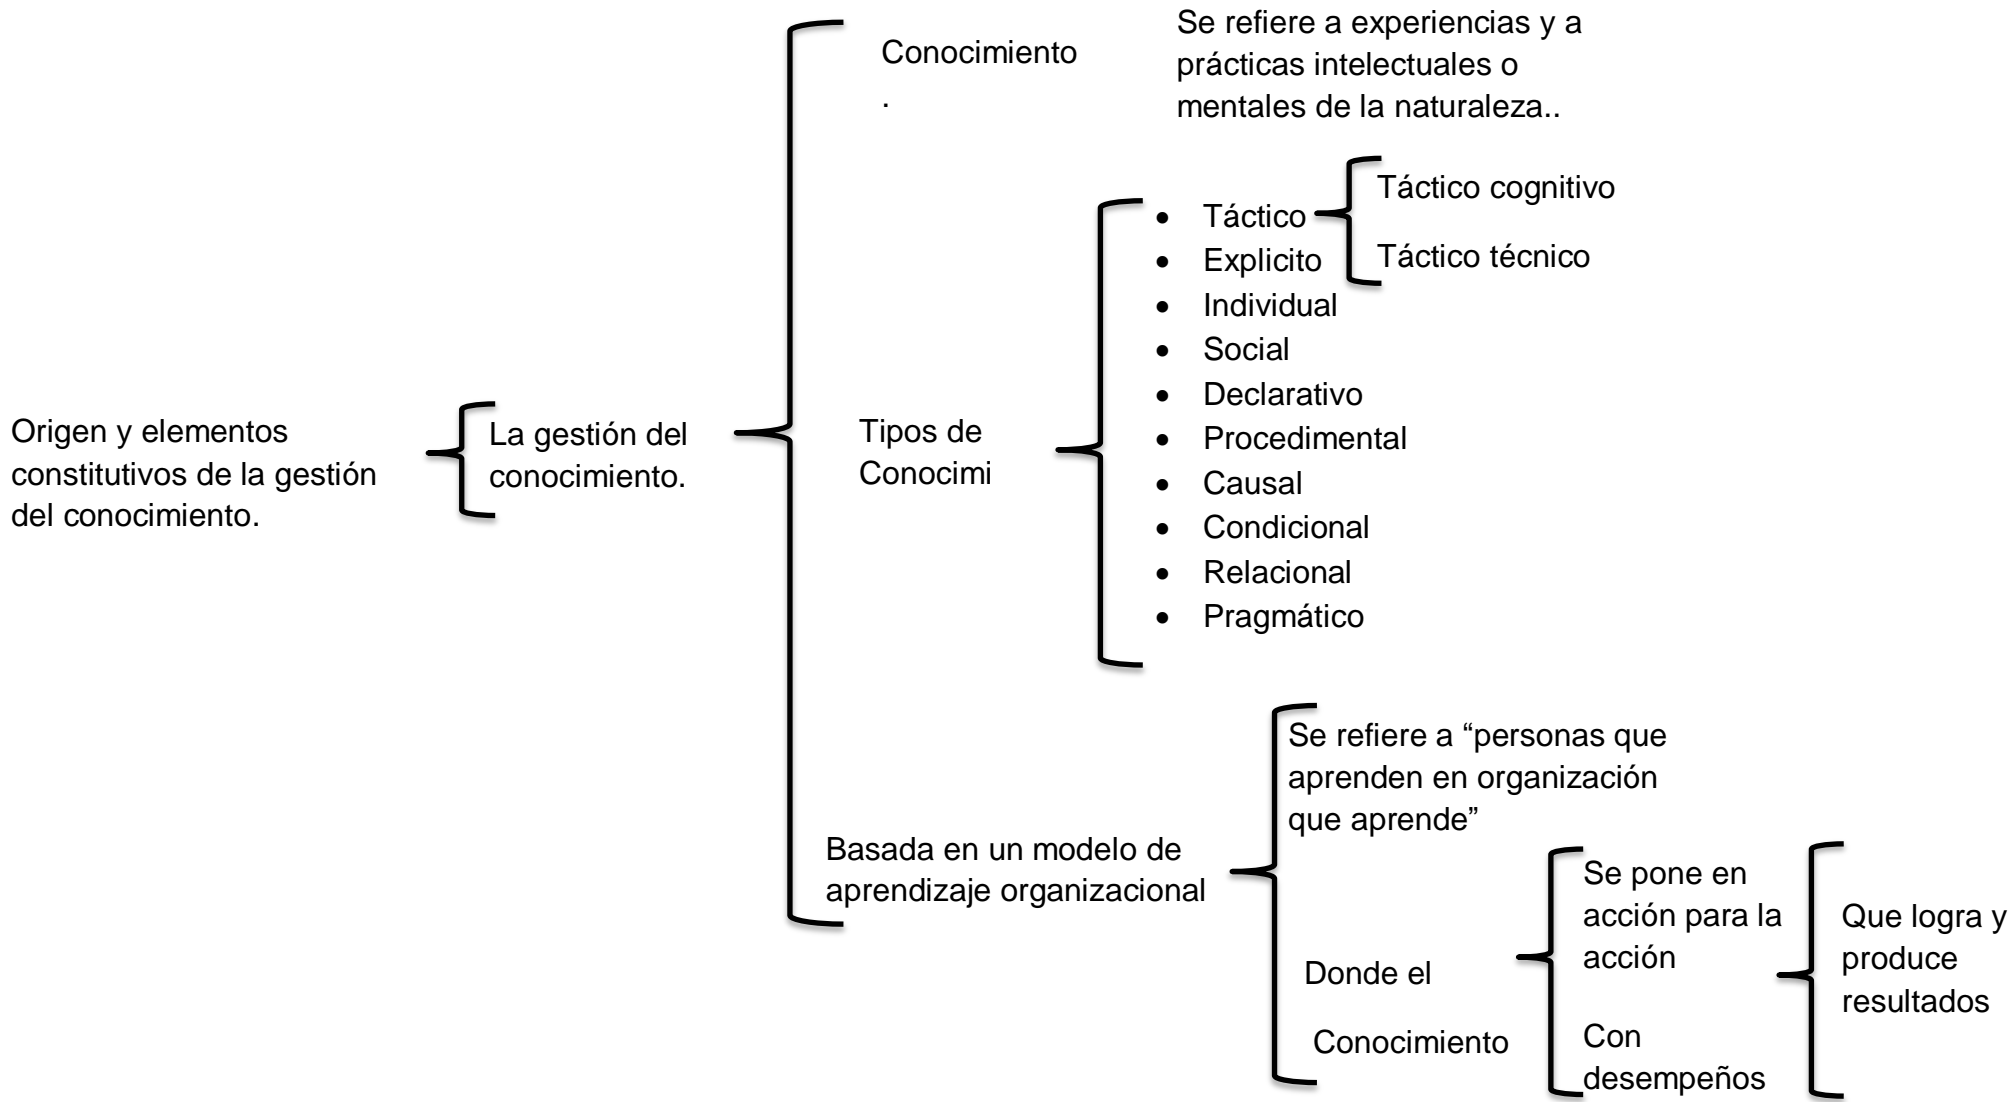 Origen y elementos
constitutivos de la gestión
del conocimiento.
La gestión del
conocimiento.
Conocimiento
.
Se refiere a experiencias y a
prácticas intelectuales o
mentales de la naturaleza..
Tipos de
Conocimi
• Táctico
• Explicito
• Individual
• Social
• Declarativo
• Procedimental
• Causal
• Condicional
• Relacional
• Pragmático
Táctico cognitivo
Táctico técnico
Basada en un modelo de
aprendizaje organizacional
Se refiere a “personas que
aprenden en organización
que aprende”
Donde el
Conocimiento
Se pone en
acción para la
acción
Con
desempeños
Que logra y
produce
resultados